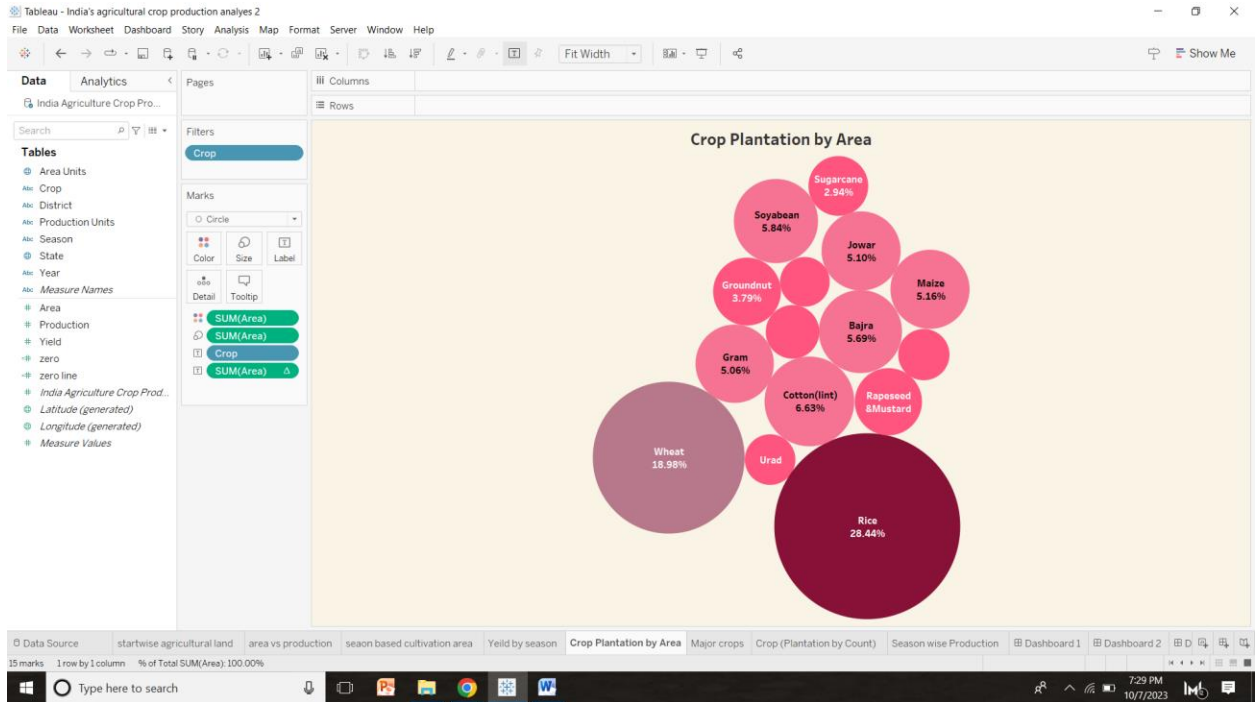 Tableau - India's agricultural crop production analyes 2
File Data Worksheet Dashboard Story Analysis Map Format Server Window Help
Fit Width
Show Me
Data Analytics
Pages
Columns
India Agriculture Crop Pro...
Rows
Search
Filters
Crop
Tables
Area Units
Abc Crop
Abc District
Abc Production Units
Abc Season
State
Abc Year
Abc Measure Names
# Area
# Production
# Yield
=# zero
=# zero line
# India Agriculture Crop Prod...
Latitude (generated)
Longitude (generated)
# Measure Values
Marks
Circle
Color Size Label
Detail Tooltip
SUM(Area)
SUM(Area)
Crop
SUM(Area) Δ
Crop Plantation by Area
Sugarcane
2.94%
Soyabean
5.84%
Jowar
5.10%
Maize
5.16%
Groundnut
3.79%
Bajra
5.69%
Gram
5.06%
Cotton(lint)
6.63%
Rapeseed
&Mustard
Wheat
18.98%
Urad
Rice
28.44%
Data Source startwise agricultural land area vs production seaon based cultivation area Yeild by season Crop Plantation by Area Major crops Crop (Plantation by Count) Season wise Production Dashboard 1 Dashboard 2 D
15 marks 1 row by 1 column % of Total SUM(Area): 100.00%
Type here to search
7:29 PM
10/7/2023